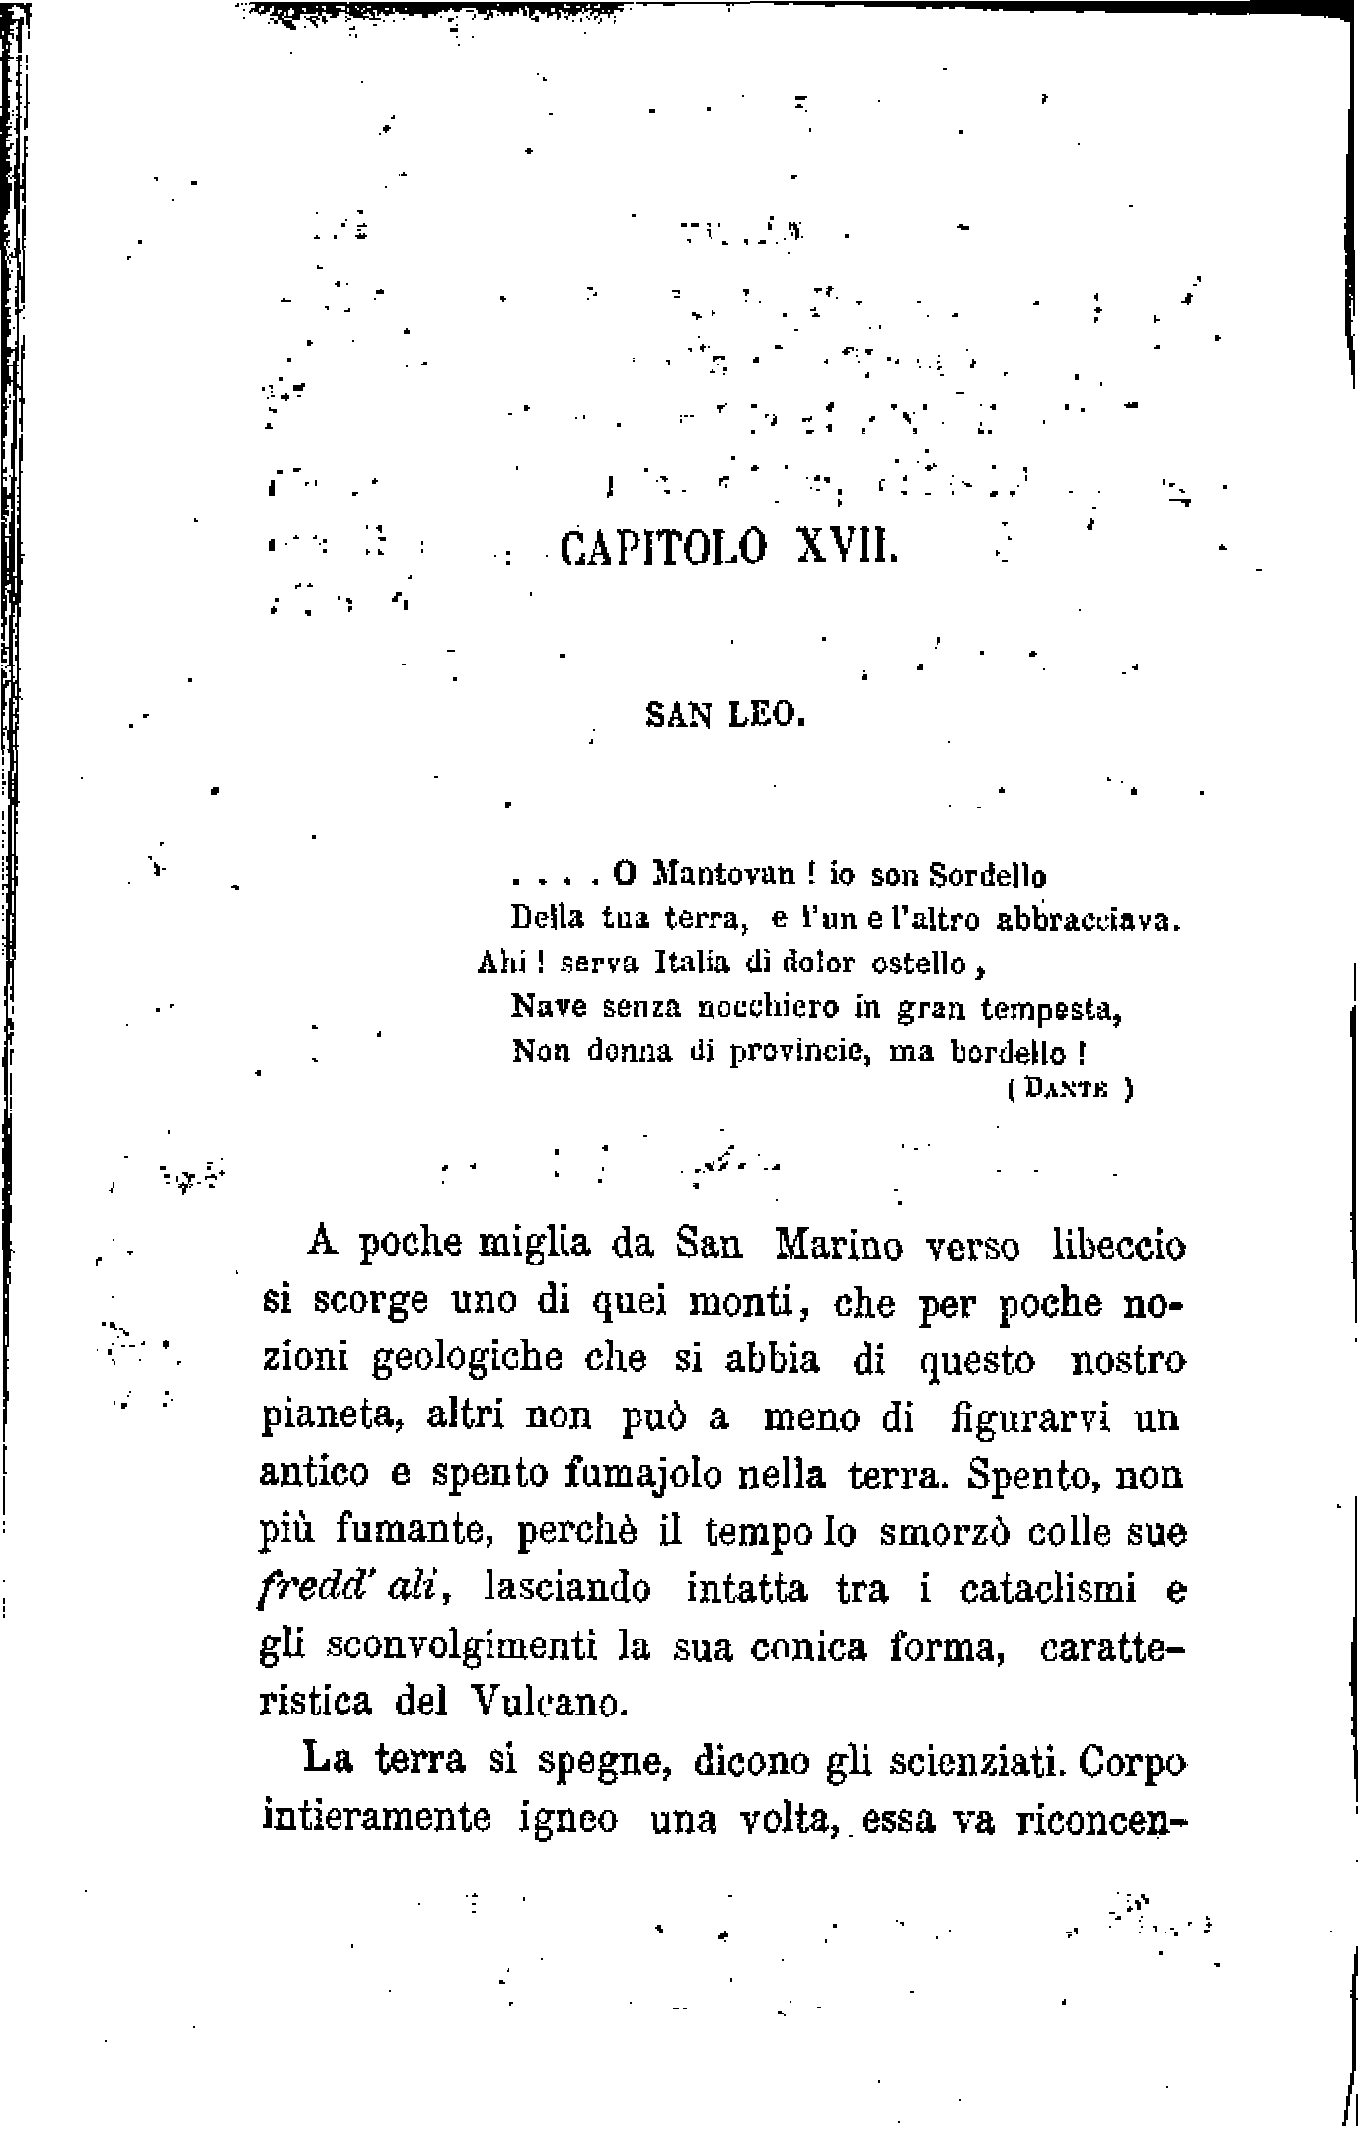 CAPITOLO XVII.
SAN LEO.
. . . . O Mantovan ! io son Sordello
Della tua terra, e l'un e l'altro abbracciava.
Ahi ! serva Italia di dolor ostello,
Nave senza nocchiero in gran tempesta,
Non donna di provincie, ma bordello !
( DANTE )
A poche miglia da San Marino verso libeccio
si scorge uno di quei monti, che per poche no-
zioni geologiche che si abbia di questo nostro
pianeta, altri non può a meno di figurarvi un
antico e spento fumajolo nella terra. Spento, non
più fumante, perchè il tempo lo smorzò colle sue
fredd' ali, lasciando intatta tra i cataclismi e
gli sconvolgimenti la sua conica forma, caratte-
ristica del Vulcano.
La terra si spegne, dicono gli scienziati. Corpo
intieramente igneo una volta, essa va riconcen-